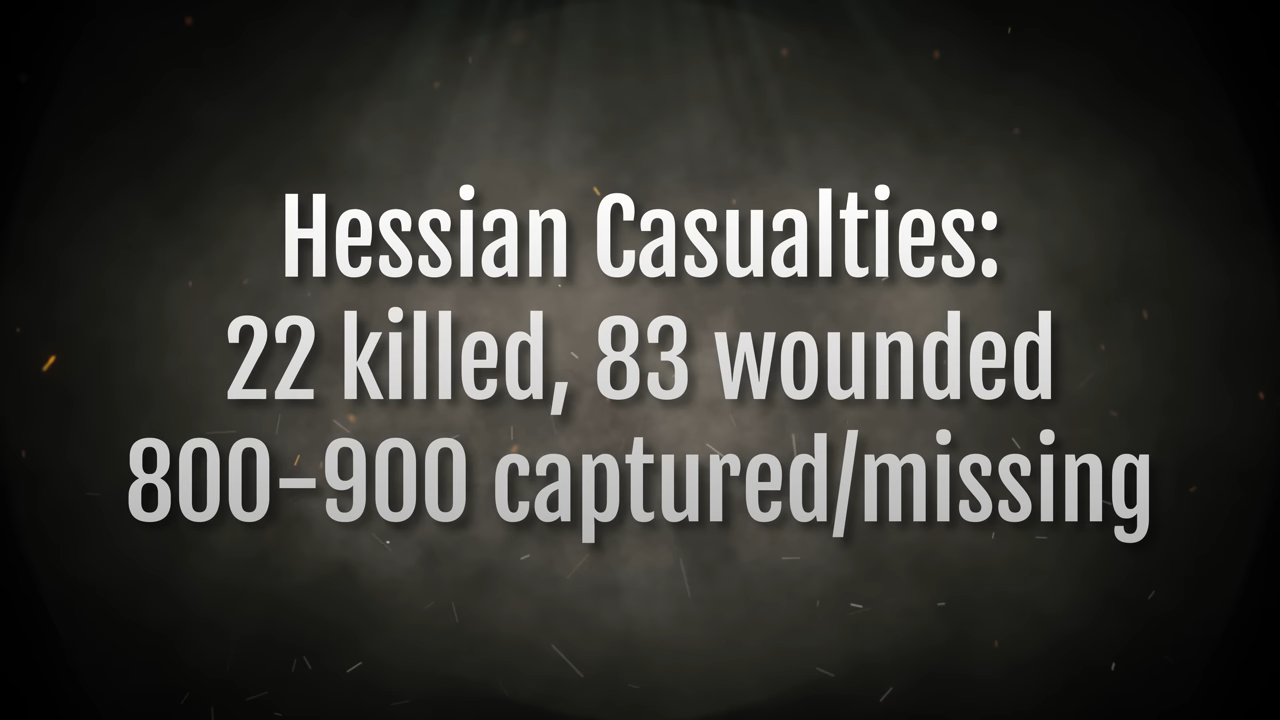 Hessian Casualties:
22 killed, 83 wounded
800–900 captured/missing